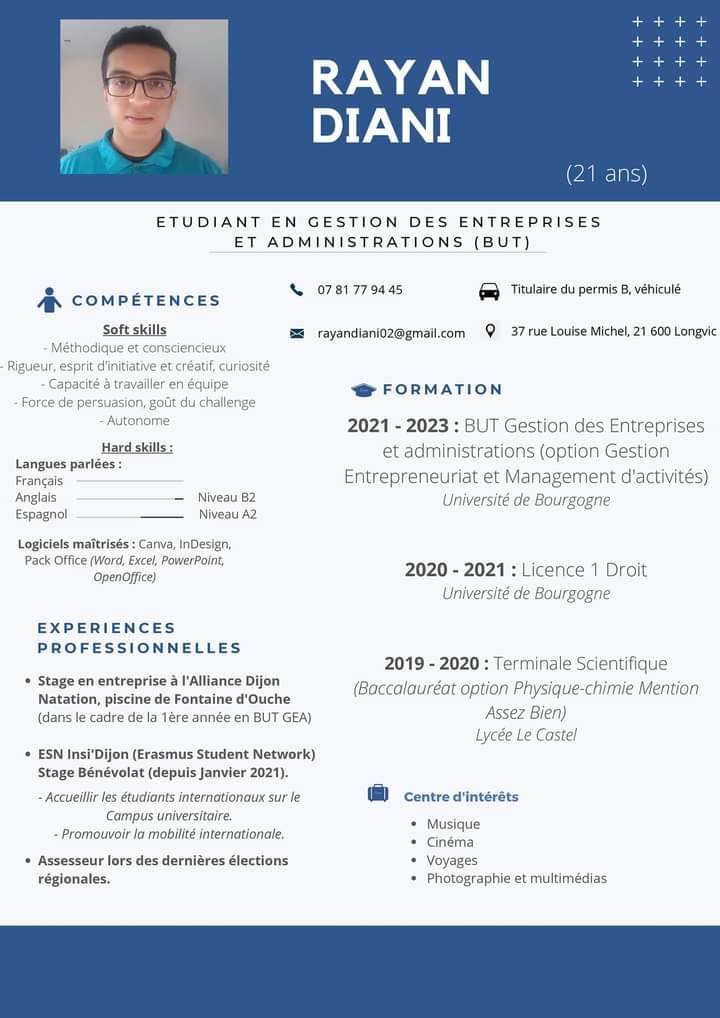 RAYAN
DIANI
(21 ans)
ETUDIANT EN GESTION DES ENTREPRISES
ET ADMINISTRATIONS (BUT)
07 81 77 94 45
Titulaire du permis B, véhiculé
rayandiani02@gmail.com
37 rue Louise Michel, 21 600 Longvic
COMPÉTENCES
Soft skills
- Méthodique et consciencieux
- Rigueur, esprit d'initiative et créatif, curiosité
- Capacité à travailler en équipe
- Force de persuasion, goût du challenge
- Autonome
Hard skills :
Langues parlées :
Français
Anglais Niveau B2
Espagnol Niveau A2
Logiciels maîtrisés : Canva, InDesign,
Pack Office (Word, Excel, PowerPoint,
OpenOffice)
EXPERIENCES
PROFESSIONNELLES
• Stage en entreprise à l'Alliance Dijon
Natation, piscine de Fontaine d'Ouche
(dans le cadre de la 1ère année en BUT GEA)
• ESN Insi'Dijon (Erasmus Student Network)
Stage Bénévolat (depuis Janvier 2021).
- Accueillir les étudiants internationaux sur le
Campus universitaire.
- Promouvoir la mobilité internationale.
• Assesseur lors des dernières élections
régionales.
FORMATION
2021 - 2023 : BUT Gestion des Entreprises
et administrations (option Gestion
Entrepreneuriat et Management d'activités)
Université de Bourgogne
2020 - 2021 : Licence 1 Droit
Université de Bourgogne
2019 - 2020 : Terminale Scientifique
(Baccalauréat option Physique-chimie Mention
Assez Bien)
Lycée Le Castel
Centre d'intérêts
• Musique
• Cinéma
• Voyages
• Photographie et multimédias